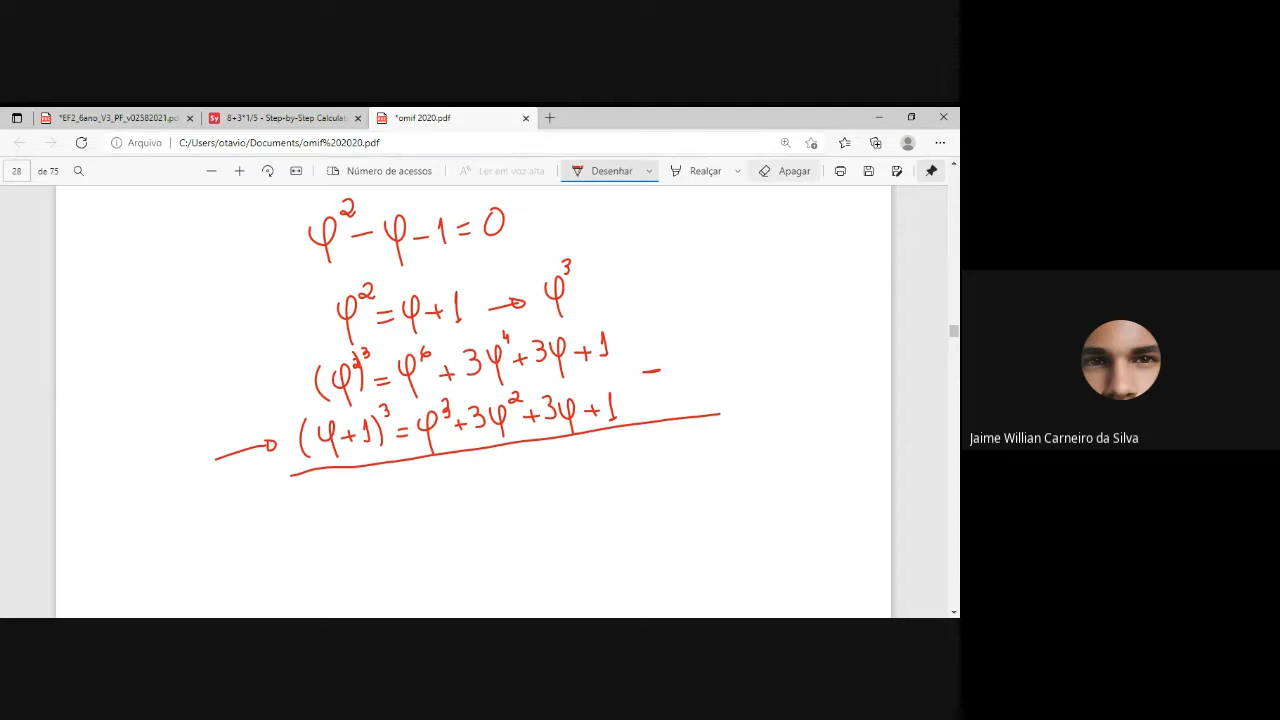 *EF2_6ano_V3_PF_v02582021.pd
8+3*1/5 - Step-by-Step Calculat
*omif 2020.pdf
Arquivo
C:/Users/otavio/Documents/omif%202020.pdf
28 de 75
Número de acessos
Ler em voz alta
Desenhar
Realçar
Apagar
φ² − φ − 1 = 0
φ² = φ + 1 → φ³
(φ²)³ = φ⁶ + 3φ⁴ + 3φ + 1
−
→ (φ + 1)³ = φ³ + 3φ² + 3φ + 1
Jaime Willian Carneiro da Silva